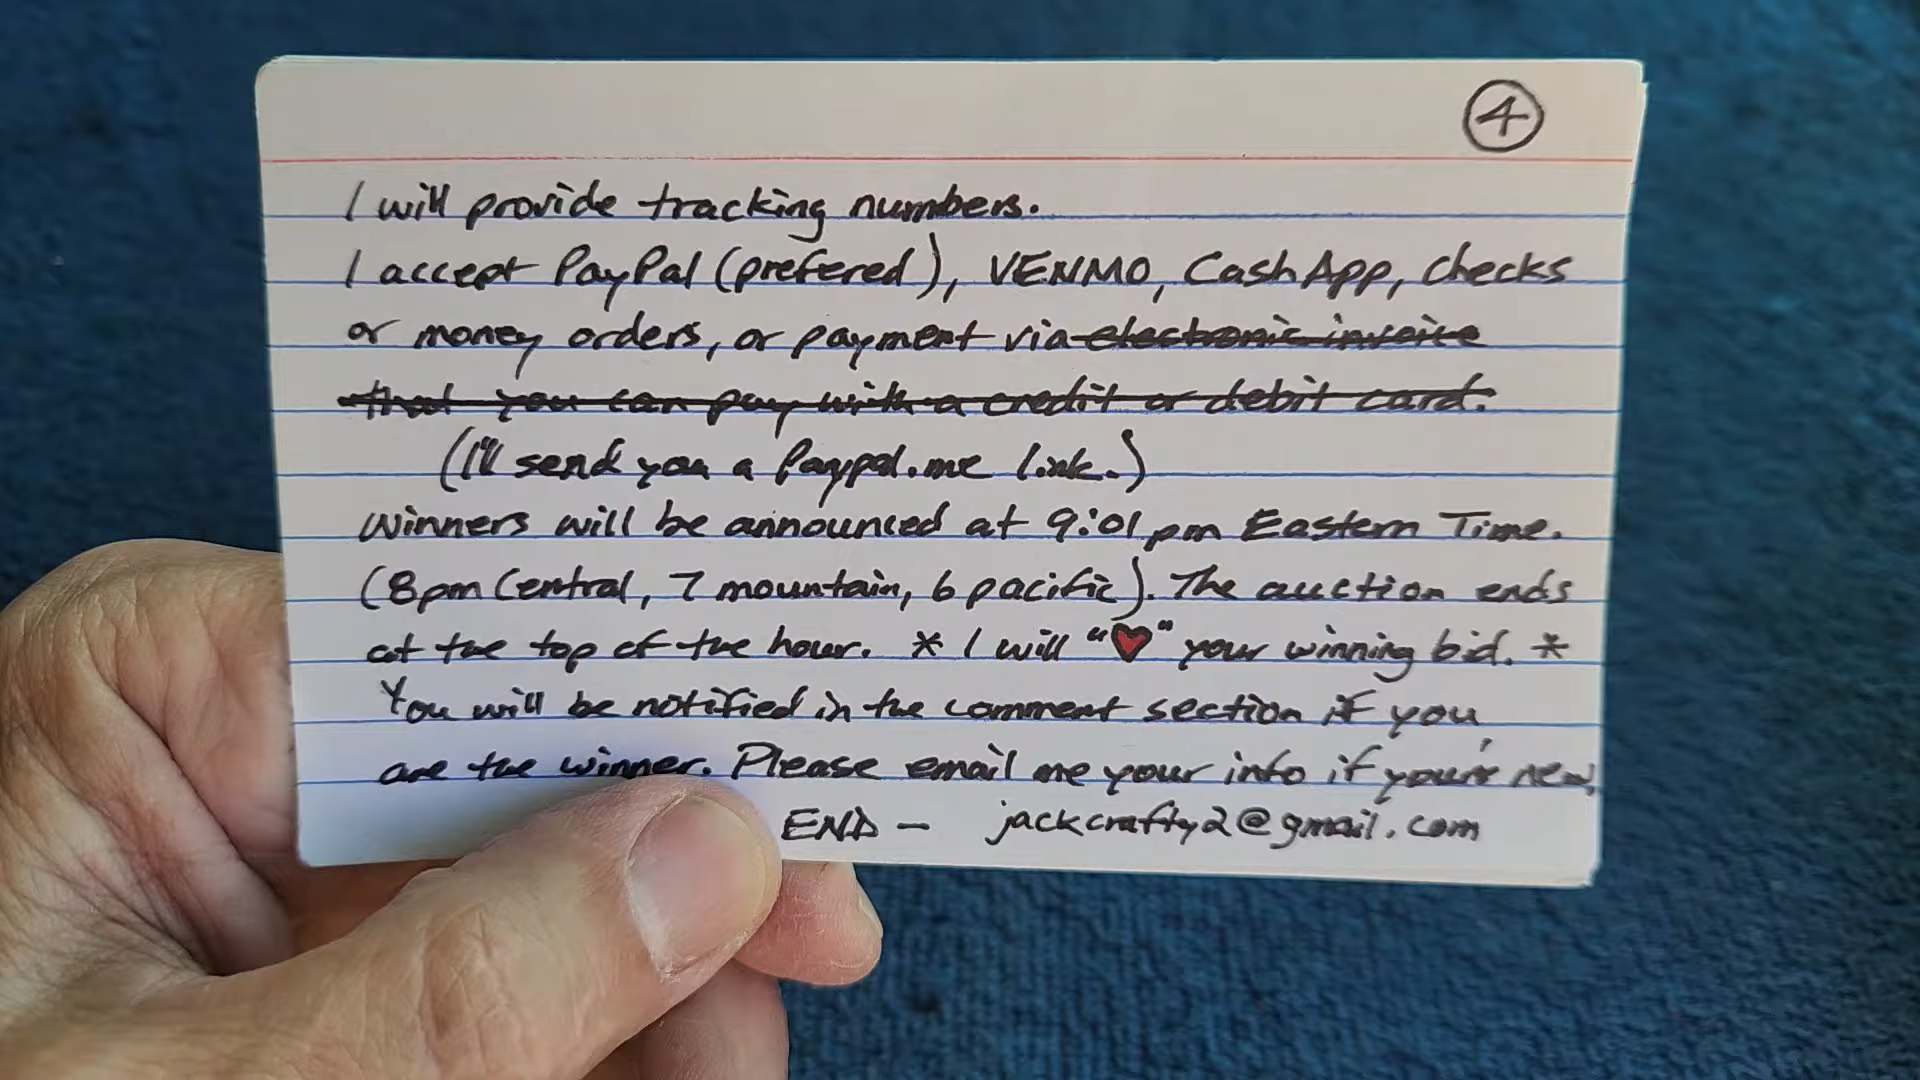 4
I will provide tracking numbers.
I accept PayPal (prefered), VENMO, Cash App, checks
or money orders, or payment via electronic invoice
that you can pay with a credit or debit card.
(I'll send you a Paypal.me link.)
Winners will be announced at 9:01 pm Eastern Time.
(8pm Central, 7 mountain, 6 pacific). The auction ends
at the top of the hour. * I will "♥" your winning bid. *
You will be notified in the comment section if you
are the winner. Please email me your info if you're new.
END - jackcrafty2@gmail.com